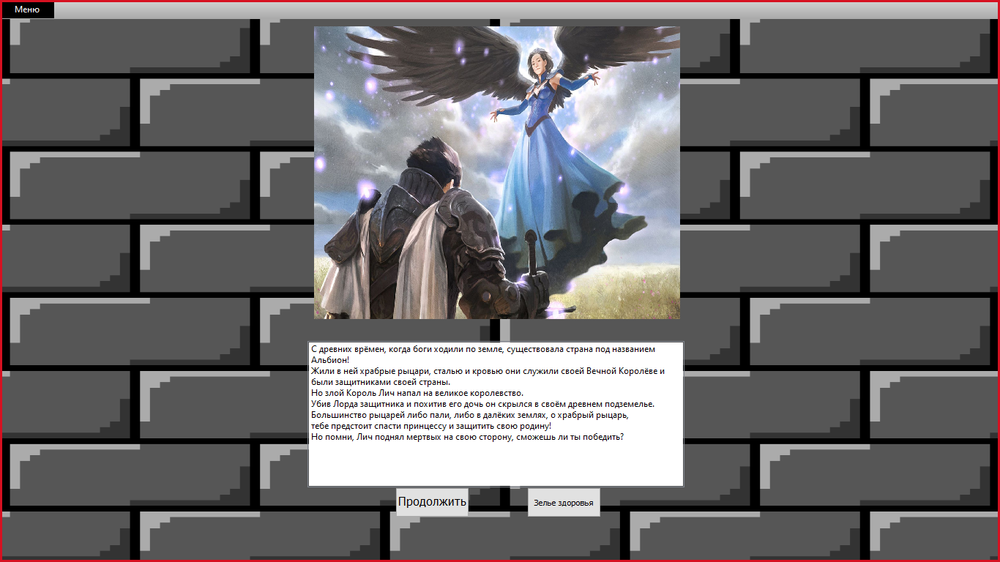 Меню
С древних врёмен, когда боги ходили по земле, существовала страна под названием
Альбион!
Жили в ней храбрые рыцари, сталью и кровью они служили своей Вечной Королёве и
были защитниками своей страны.
Но злой Король Лич напал на великое королевство.
Убив Лорда защитника и похитив его дочь он скрылся в своём древнем подземелье.
Большинство рыцарей либо пали, либо в далёких землях, о храбрый рыцарь,
тебе предстоит спасти принцессу и защитить свою родину!
Но помни, Лич поднял мертвых на свою сторону, сможешь ли ты победить?
Продолжить
Зелье здоровья